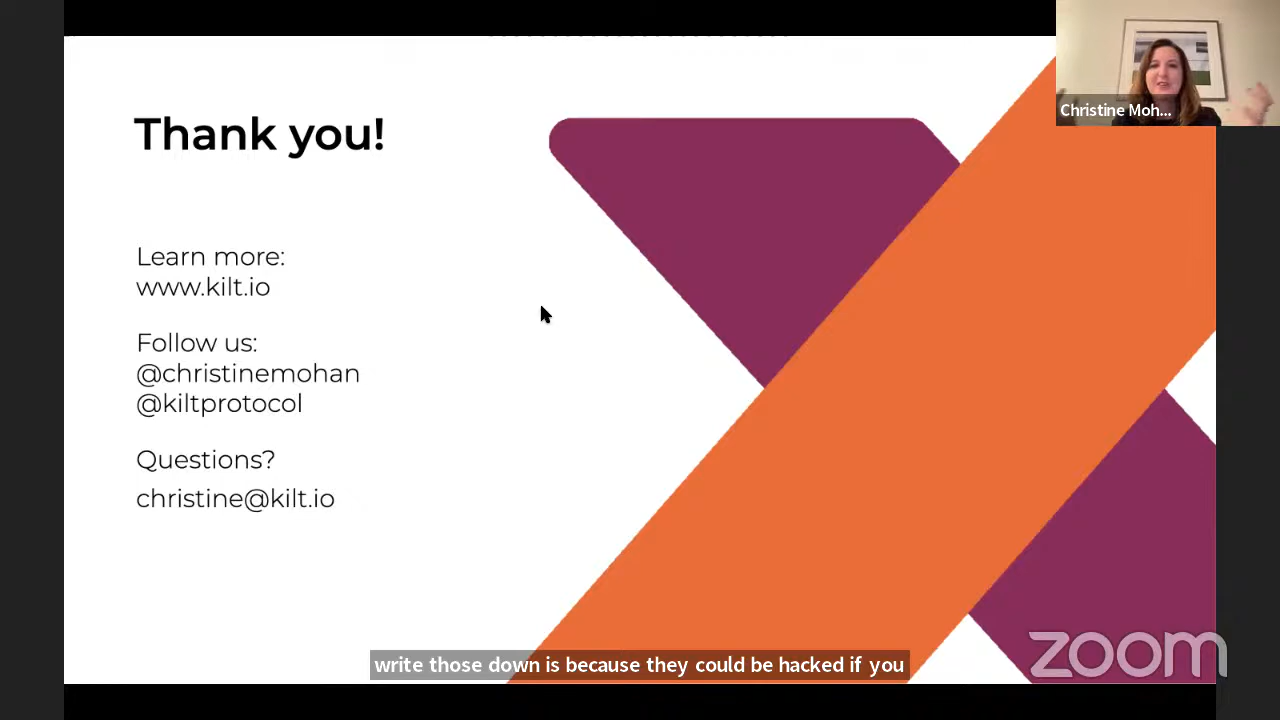 Thank you!
Learn more:
www.kilt.io
Follow us:
@christinemohan
@kiltprotocol
Questions?
christine@kilt.io
Christine Moh...
write those down is because they could be hacked if you
zoom